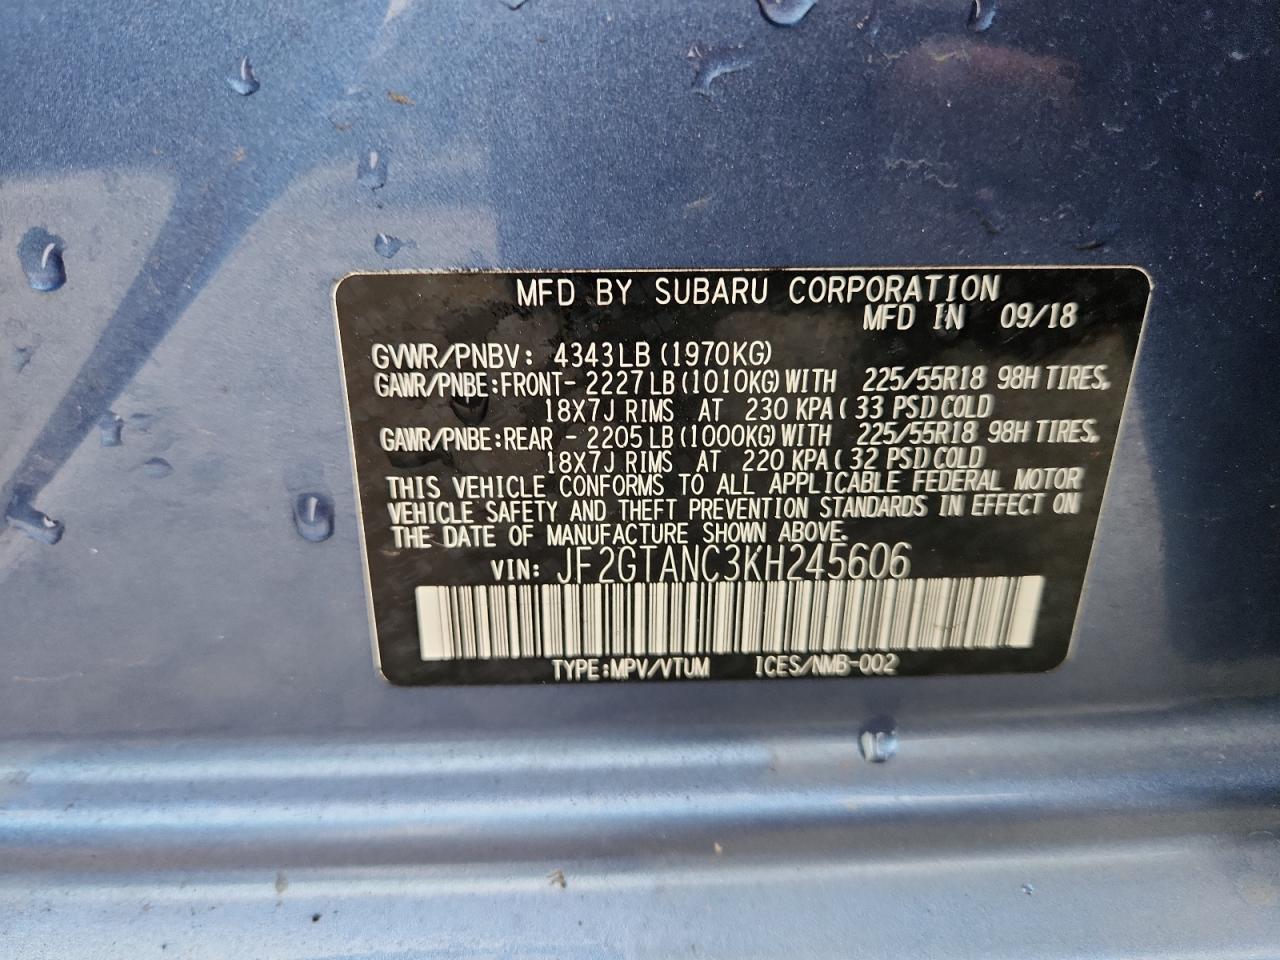 MFD BY SUBARU CORPORATION
MFD IN 09/18
GVWR/PNBV: 4343LB (1970KG)
GAWR/PNBE:FRONT- 2227LB (1010KG) WITH 225/55R18 98H TIRES,
18X7J RIMS AT 230 KPA ( 33 PSI) COLD
GAWR/PNBE:REAR - 2205LB (1000KG) WITH 225/55R18 98H TIRES,
18X7J RIMS AT 220 KPA ( 32 PSI) COLD
THIS VEHICLE CONFORMS TO ALL APPLICABLE FEDERAL MOTOR
VEHICLE SAFETY AND THEFT PREVENTION STANDARDS IN EFFECT ON
THE DATE OF MANUFACTURE SHOWN ABOVE.
VIN: JF2GTANC3KH245606
TYPE:MPV/VTUM ICES/NMB-002